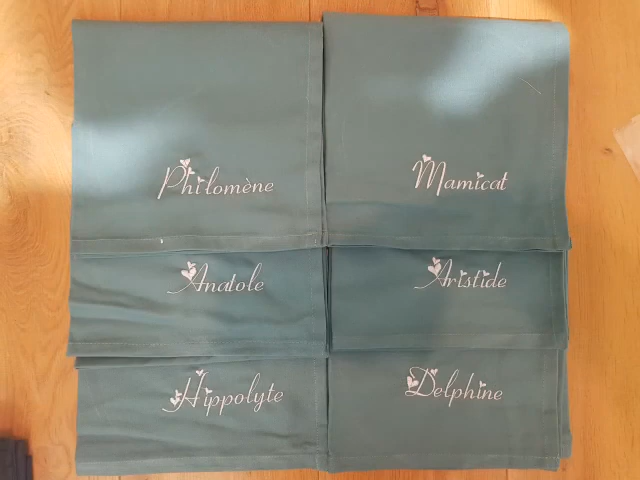 Philomène
Mamicat
Anatole
Aristide
Hippolyte
Delphine